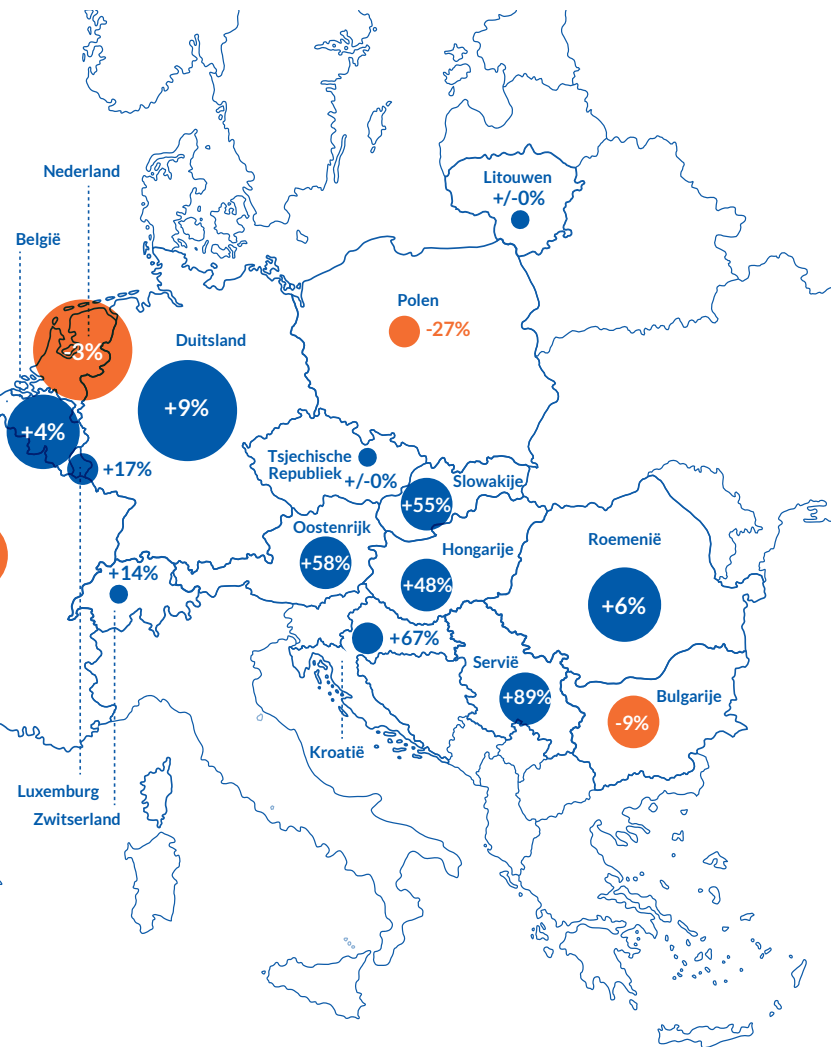 Nederland
België
Litouwen
+/-0%
Polen
-27%
-3%
Duitsland
+9%
+4%
+17%
Tsjechische
Republiek
+/-0%
Slowakije
+55%
Oostenrijk
+58%
Hongarije
+48%
Roemenië
+6%
+14%
+67%
Servië
+89%
Bulgarije
-9%
Kroatië
Luxemburg
Zwitserland